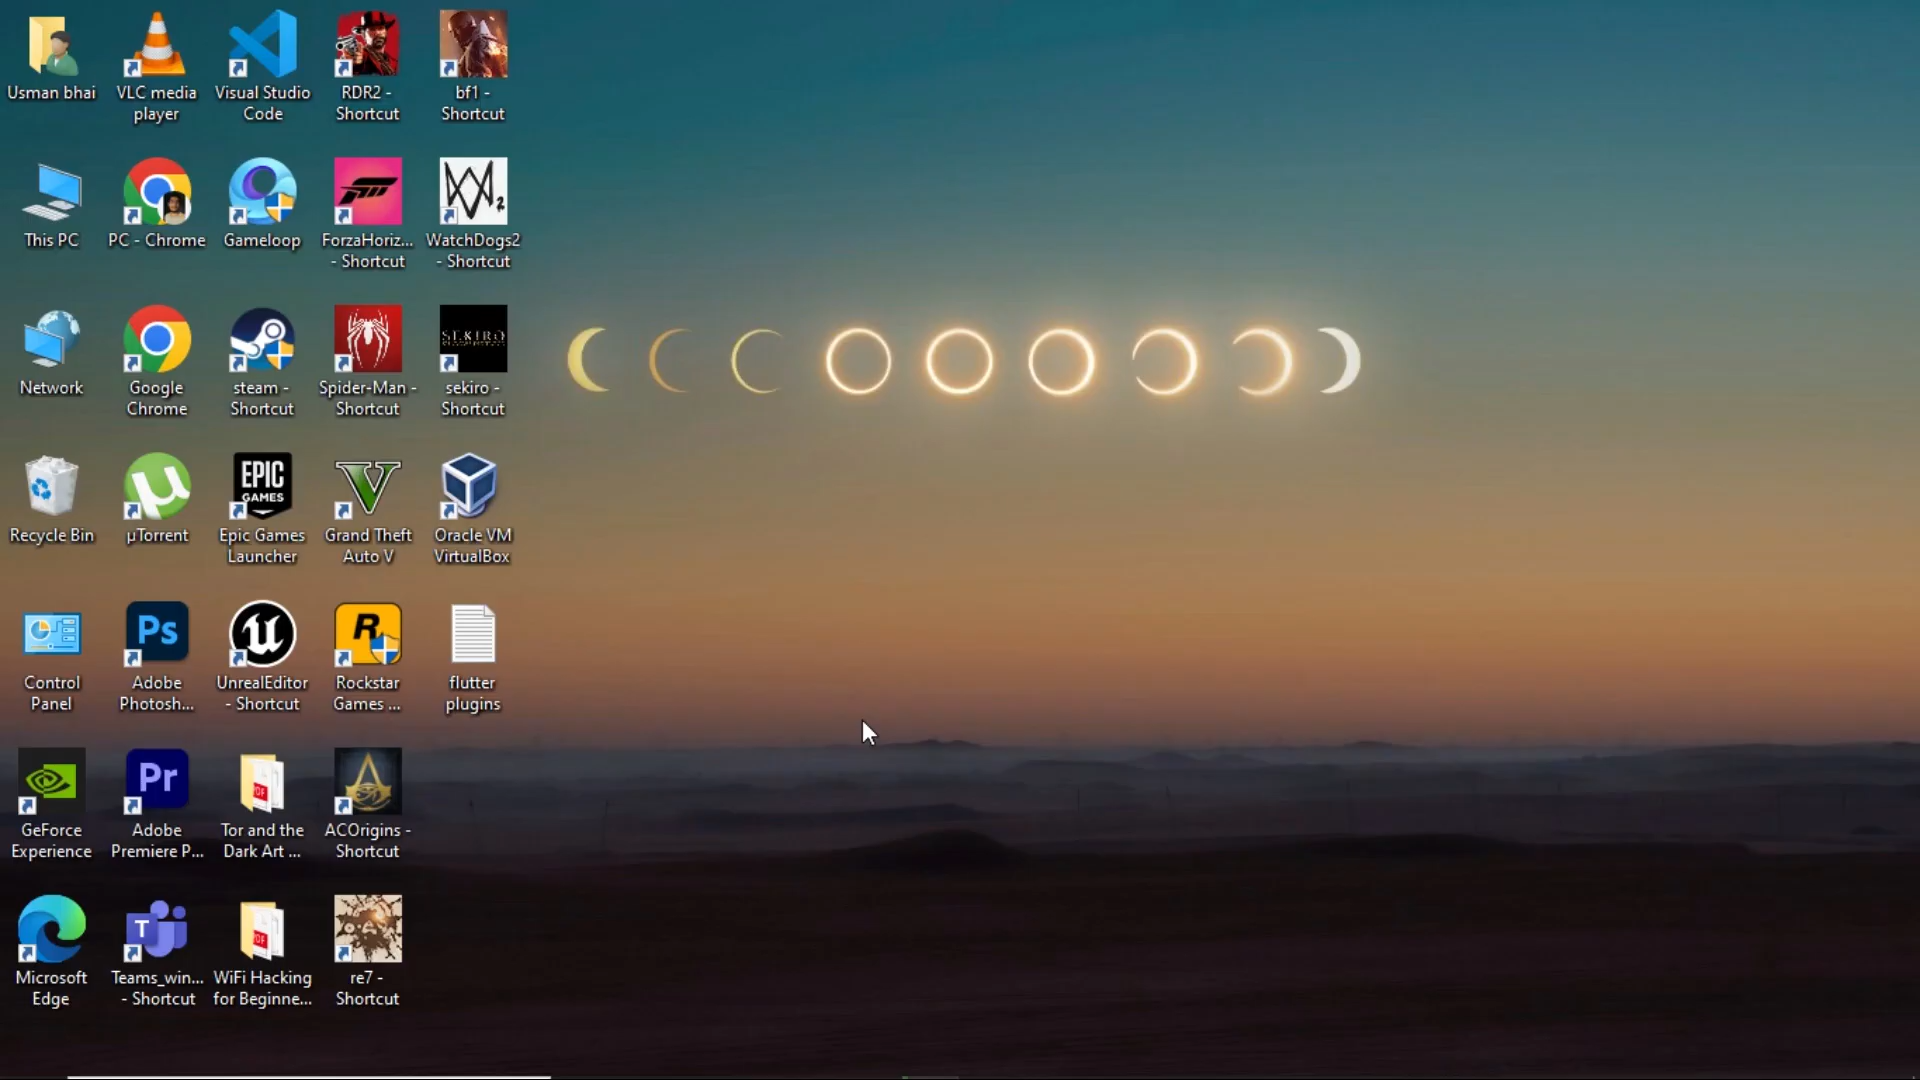 Usman bhai
VLC media
player
Visual Studio
Code
RDR2 -
Shortcut
bf1 -
Shortcut
This PC
PC - Chrome
Gameloop
ForzaHoriz...
- Shortcut
2
WatchDogs2
- Shortcut
Network
Google
Chrome
steam -
Shortcut
Spider-Man -
Shortcut
SEKIRO
sekiro -
Shortcut
Recycle Bin
µ
µTorrent
EPIC
GAMES
Epic Games
Launcher
V
Grand Theft
Auto V
Oracle VM
VirtualBox
Control
Panel
Ps
Adobe
Photosh...
UnrealEditor
- Shortcut
R
Rockstar
Games ...
flutter
plugins
GeForce
Experience
Pr
Adobe
Premiere P...
PDF
Tor and the
Dark Art ...
ACOrigins -
Shortcut
Microsoft
Edge
T
Teams_win...
- Shortcut
PDF
WiFi Hacking
for Beginne...
re7 -
Shortcut